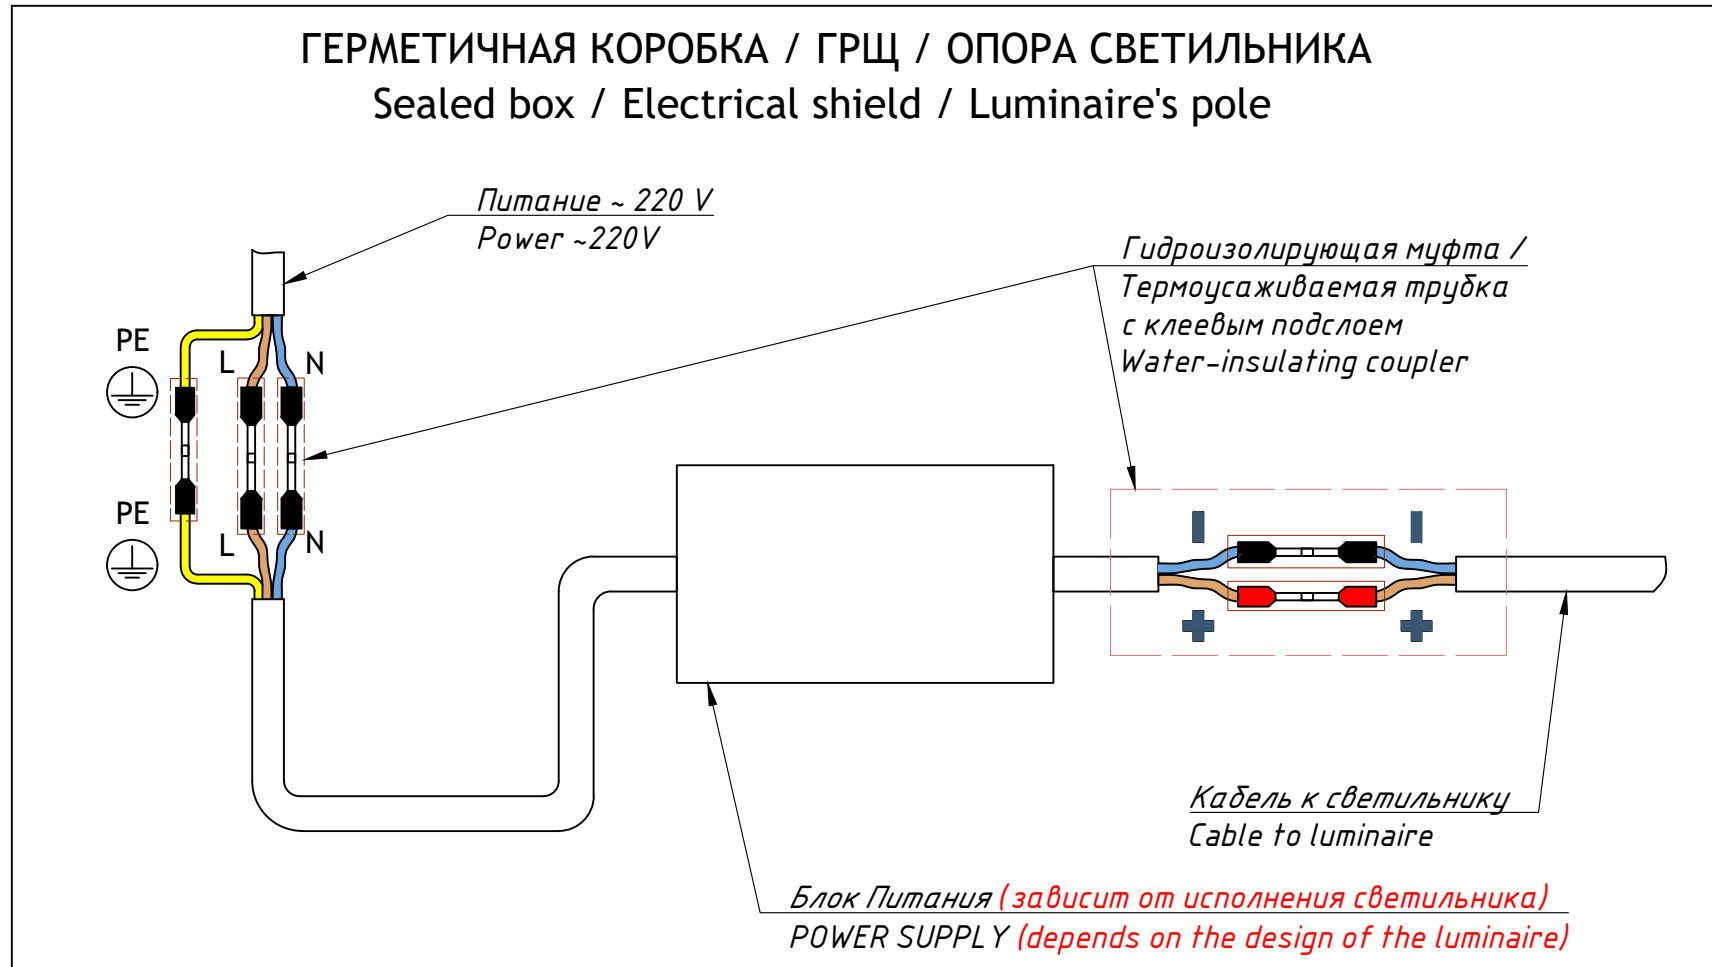 ГЕРМЕТИЧНАЯ КОРОБКА / ГРЩ / ОПОРА СВЕТИЛЬНИКА
Sealed box / Electrical shield / Luminaire's pole
Питание ~ 220 V
Power ~220V
Гидроизолирующая муфта /
Термоусаживаемая трубка
с клеевым подслоем
Water-insulating coupler
PE
L
N
PE
L
N
Кабель к светильнику
Cable to luminaire
Блок Питания (зависит от исполнения светильника)
POWER SUPPLY (depends on the design of the luminaire)